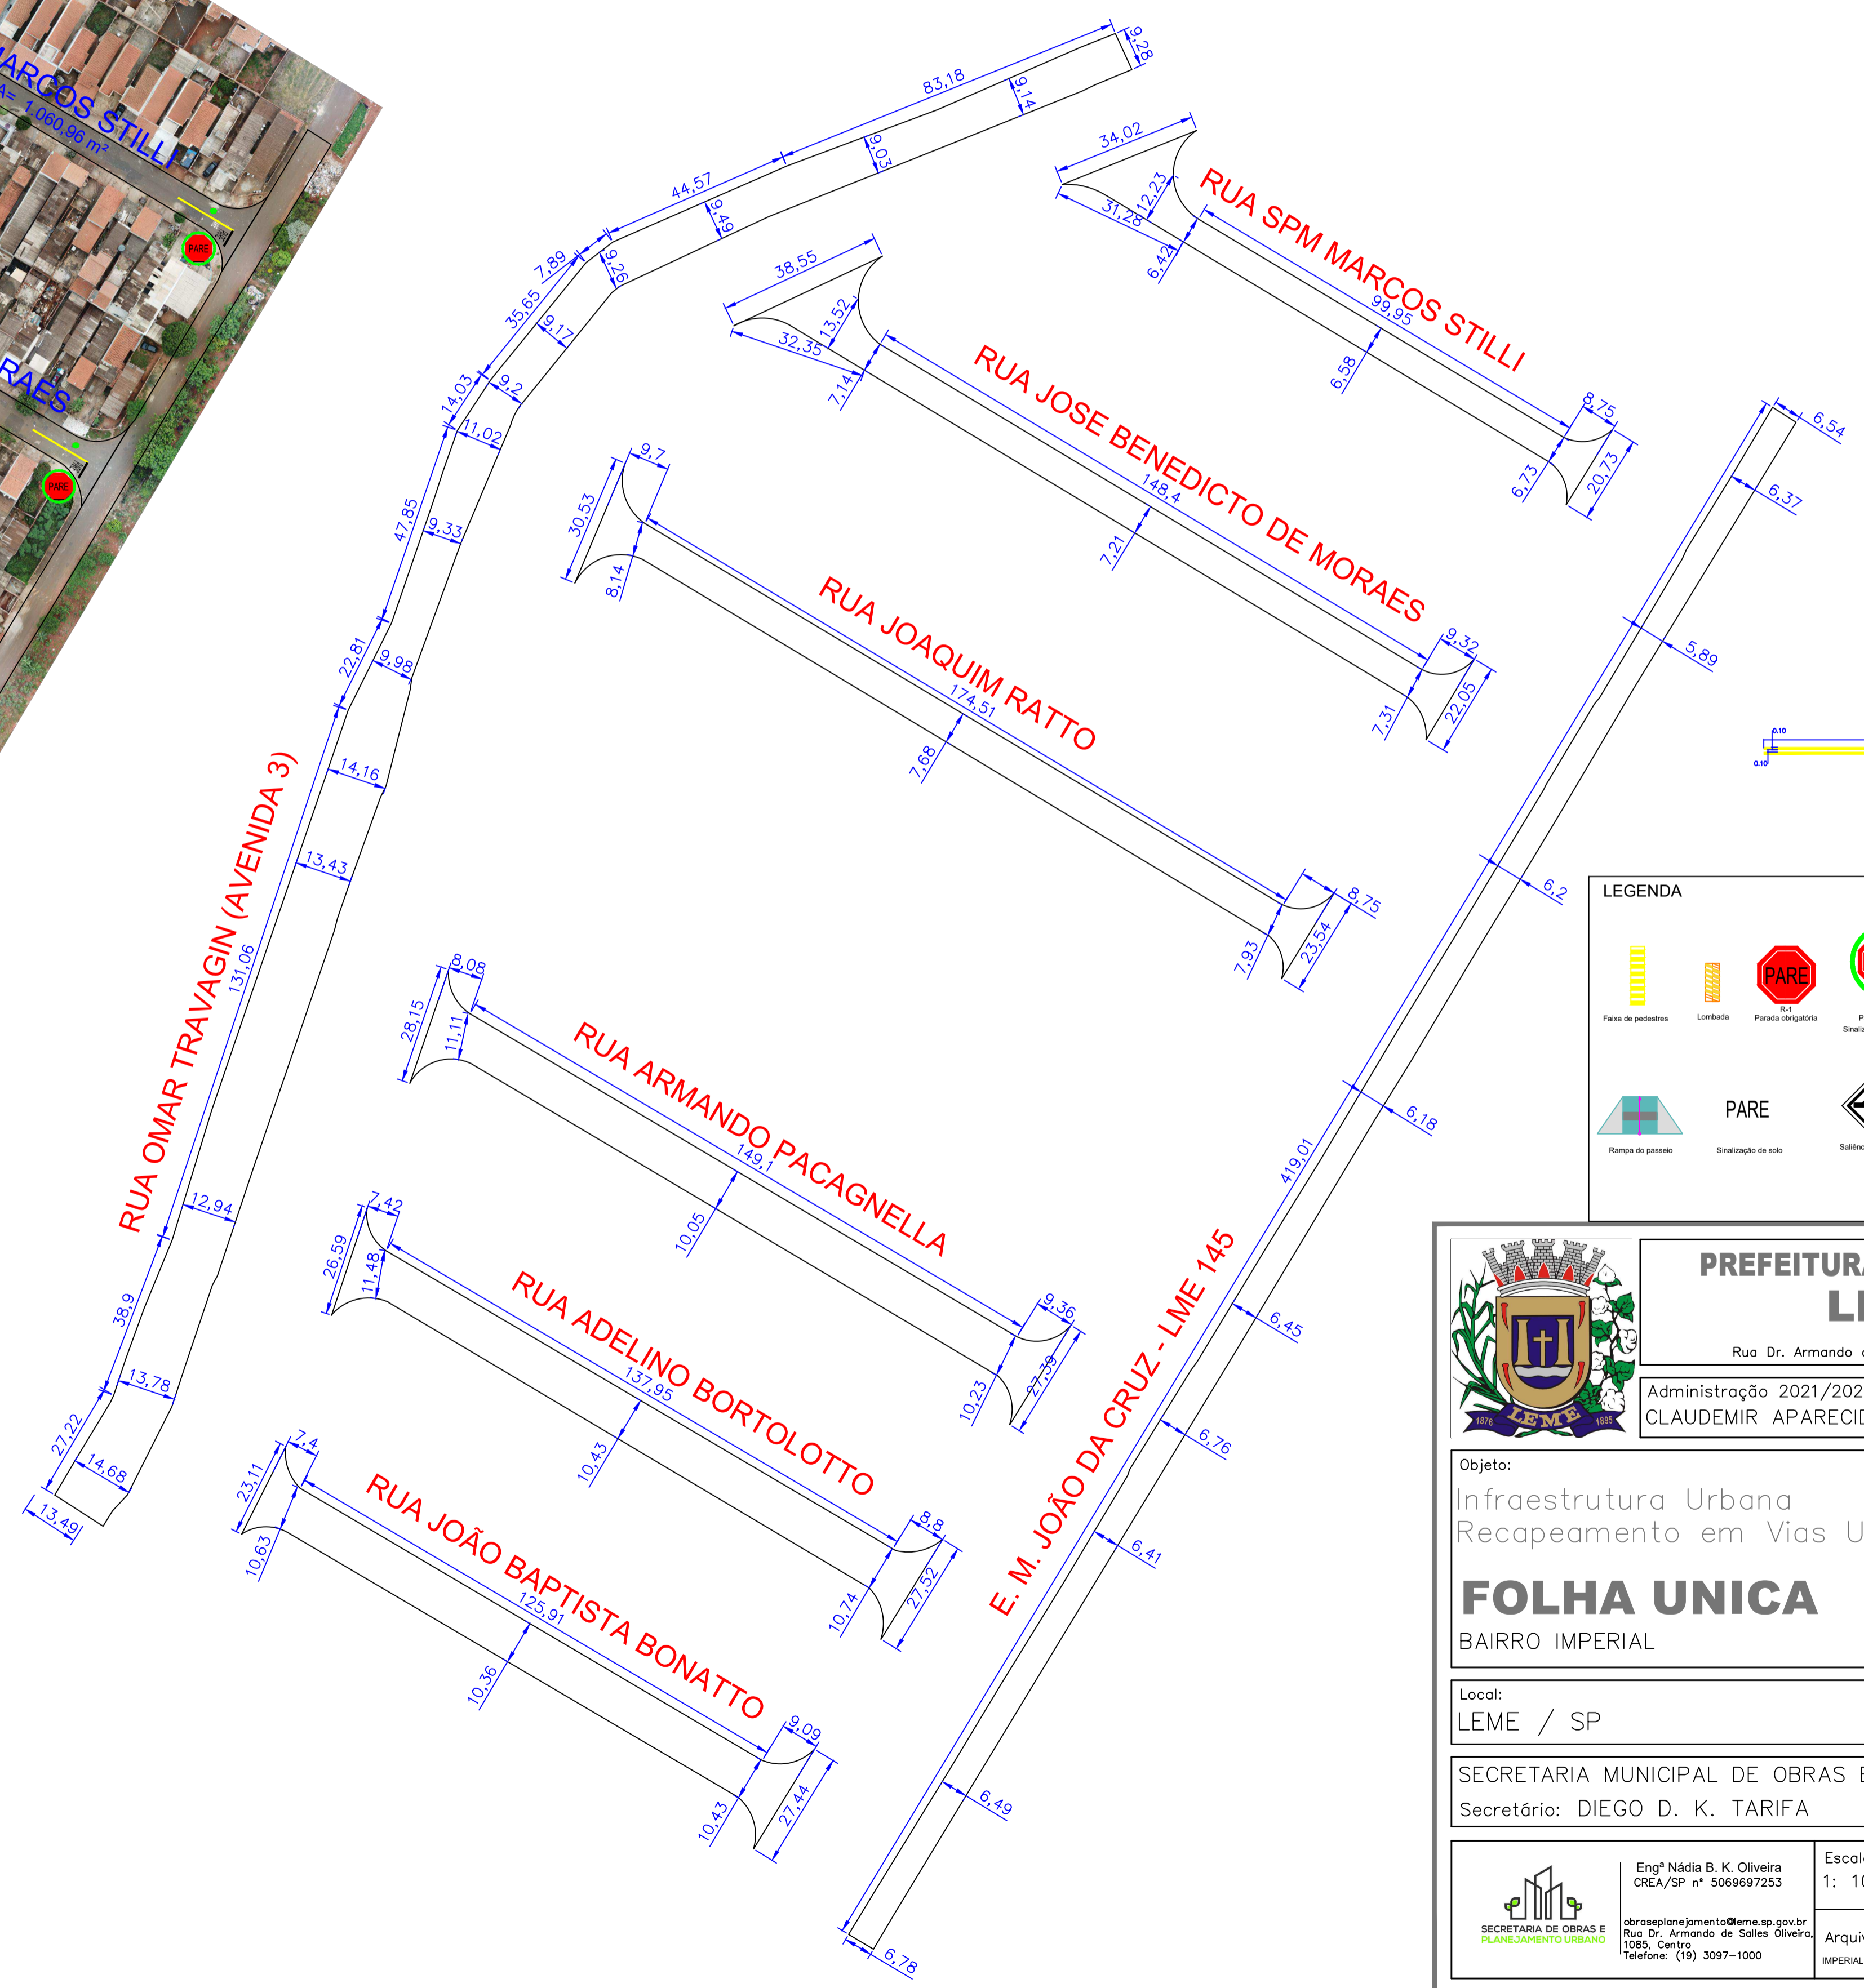 MARCOS STILLI
A= 1.060,96 m²
PARE
RAES
PARE
83,18
9,28
9,14
9,03
44,57
9,49
7,89
9,26
35,65
9,17
14,03
9,2
11,02
47,85
9,33
22,81
9,98
14,16
13,43
RUA OMAR TRAVAGIN (AVENIDA 3)
131,06
12,94
38,9
13,78
27,22
14,68
13,49
34,02
12,23
31,28
6,42
RUA SPM MARCOS STILLI
99,95
6,58
8,75
6,73
20,73
38,55
13,52
32,35
7,14
RUA JOSE BENEDICTO DE MORAES
148,4
7,21
9,32
7,31
22,05
9,7
30,53
8,14
RUA JOAQUIM RATTO
174,51
7,68
8,75
7,93
23,54
8,08
28,15
11,11
RUA ARMANDO PACAGNELLA
149,1
10,05
9,36
10,23
27,39
7,42
26,59
11,48
RUA ADELINO BORTOLOTTO
137,95
10,43
8,8
10,74
27,52
7,4
23,11
10,63
RUA JOÃO BAPTISTA BONATTO
125,91
10,36
9,09
10,43
27,44
6,54
6,37
5,89
6,2
6,18
419,01
E. M. JOÃO DA CRUZ - LME 145
6,45
6,76
6,41
6,49
6,78
0.10
0.10
LEGENDA
PARE
Faixa de pedestres
Lombada
R-1
Parada obrigatória
P
Sinaliz
PARE
Rampa do passeio
Sinalização de solo
Saliênc
PREFEITURA
LE
Rua Dr. Armando d
1876 LEME 1895
Administração 2021/202
CLAUDEMIR APARECID
Objeto:
Infraestrutura Urbana
Recapeamento em Vias U
FOLHA UNICA
BAIRRO IMPERIAL
Local:
LEME / SP
SECRETARIA MUNICIPAL DE OBRAS E
Secretário: DIEGO D. K. TARIFA
SECRETARIA DE OBRAS E
PLANEJAMENTO URBANO
Engª Nádia B. K. Oliveira
CREA/SP n° 5069697253
obraseplanejamento@leme.sp.gov.br
Rua Dr. Armando de Salles Oliveira,
1085, Centro
Telefone: (19) 3097-1000
Escala
1: 10
Arquiv
IMPERIAL